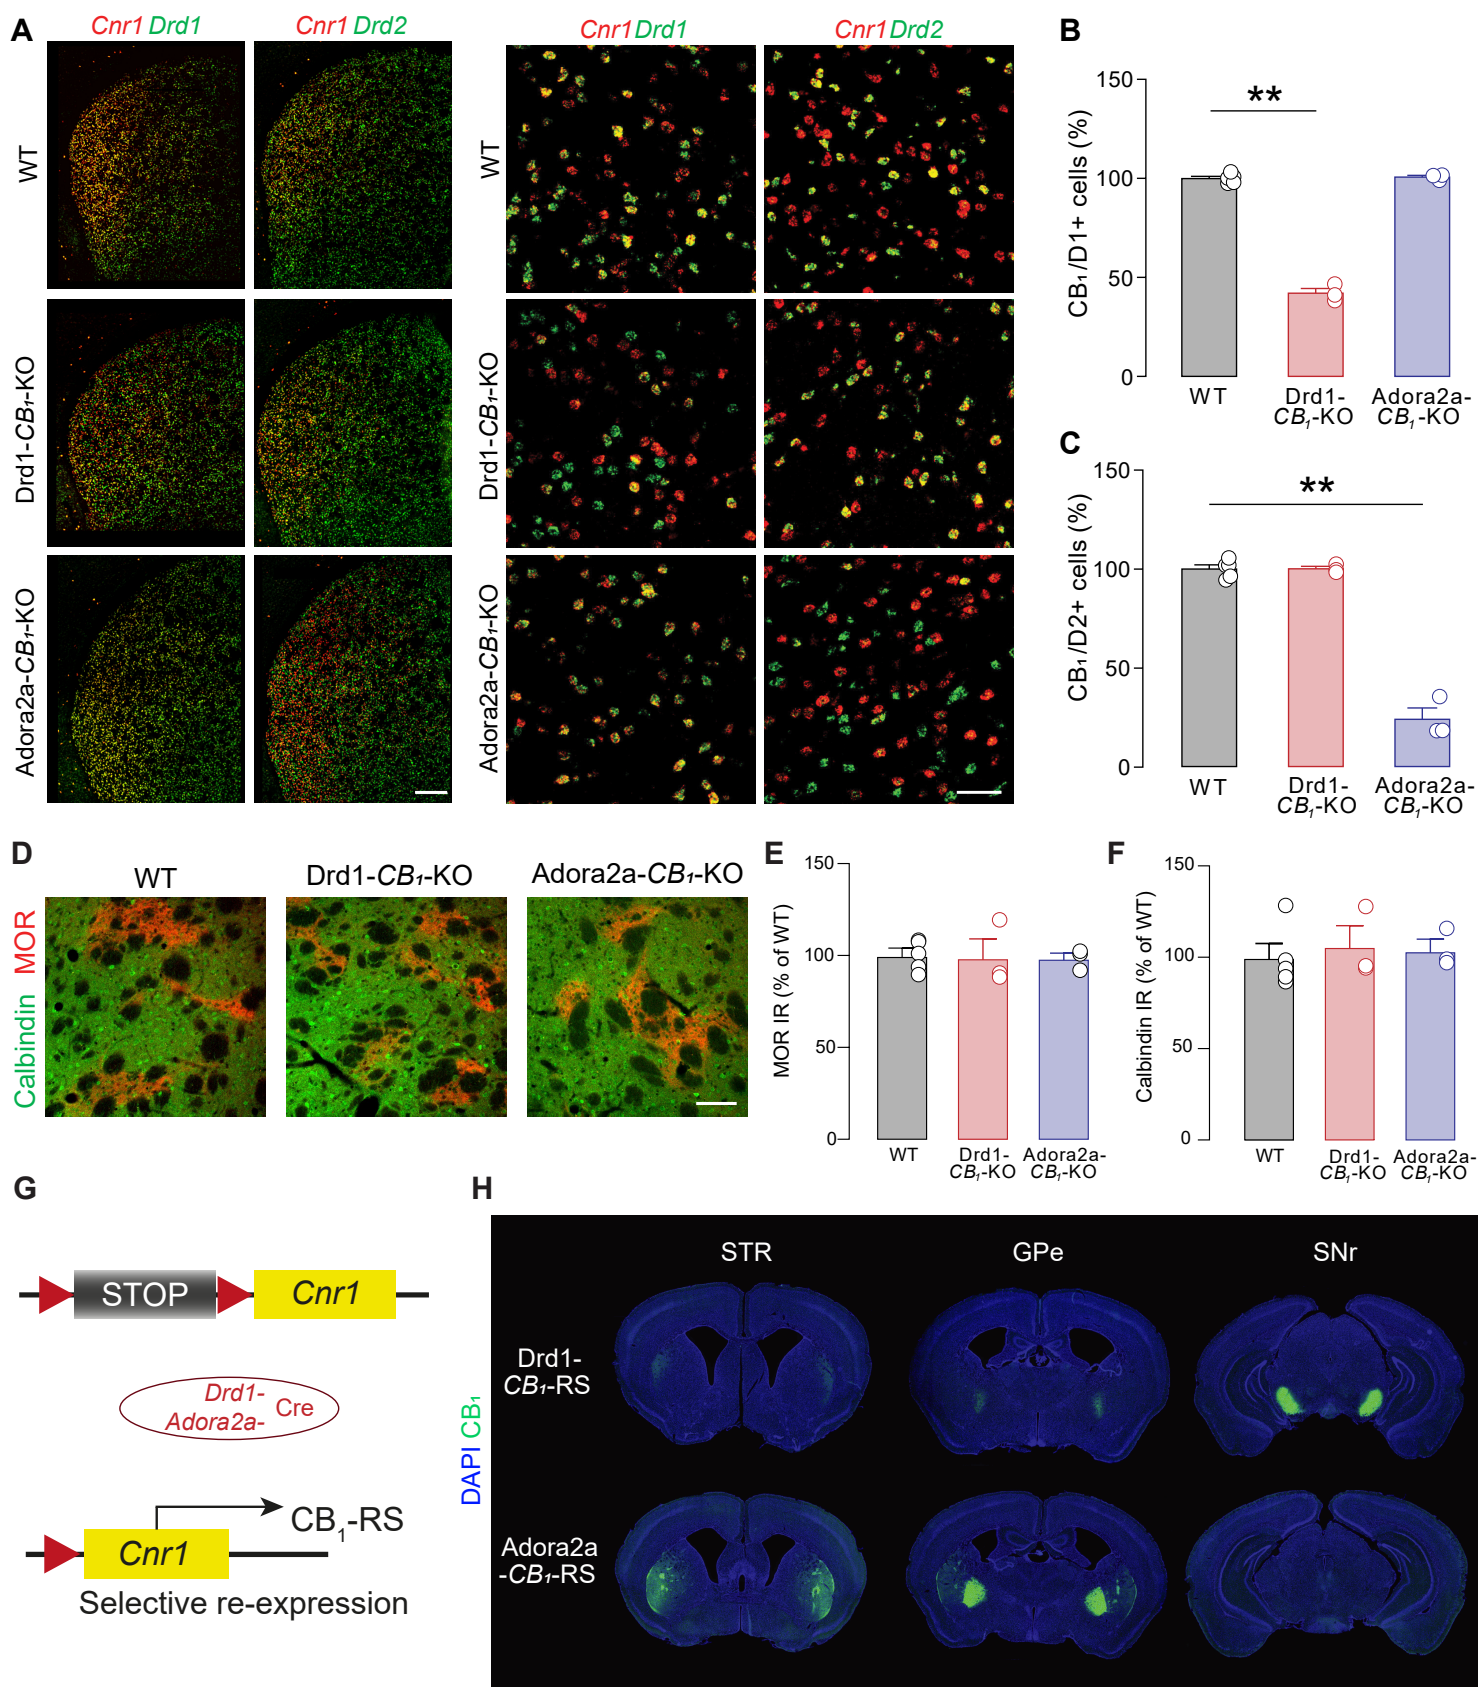 A
Cnr1 Drd1
Cnr1 Drd2
Cnr1 Drd1
Cnr1 Drd2
WT
Drd1-CB₁-KO
Adora2a-CB₁-KO
WT
Drd1-CB₁-KO
Adora2a-CB₁-KO
B
CB₁/D1+ cells (%)
150
100
50
0
**
WT
Drd1-
CB₁-KO
Adora2a-
CB₁-KO
C
CB₁/D2+ cells (%)
150
100
50
0
**
WT
Drd1-
CB₁-KO
Adora2a-
CB₁-KO
D
Calbindin MOR
WT
Drd1-CB₁-KO
Adora2a-CB₁-KO
E
MOR IR (% of WT)
150
100
50
0
WT
Drd1-
CB₁-KO
Adora2a-
CB₁-KO
F
Calbindin IR (% of WT)
150
100
50
0
WT
Drd1-
CB₁-KO
Adora2a-
CB₁-KO
G
STOP
Cnr1
Drd1-
Adora2a-
Cre
Cnr1
CB₁-RS
Selective re-expression
H
DAPI CB₁
STR
GPe
SNr
Drd1-
CB₁-RS
Adora2a
-CB₁-RS